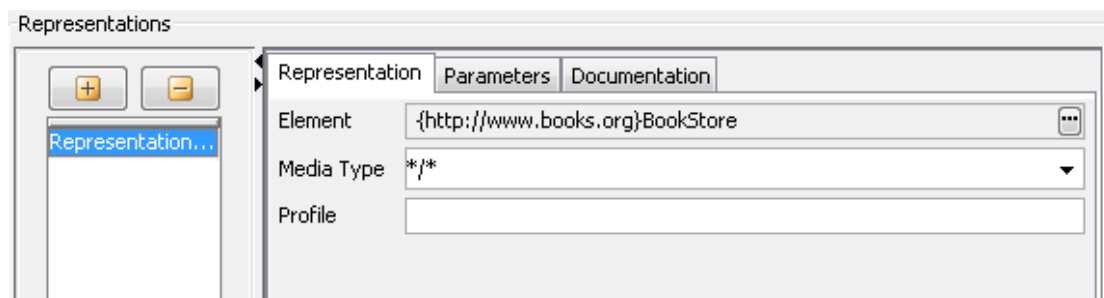 Representations
Representation Parameters Documentation
Element {http://www.books.org}BookStore
Representation...
Media Type */*
Profile